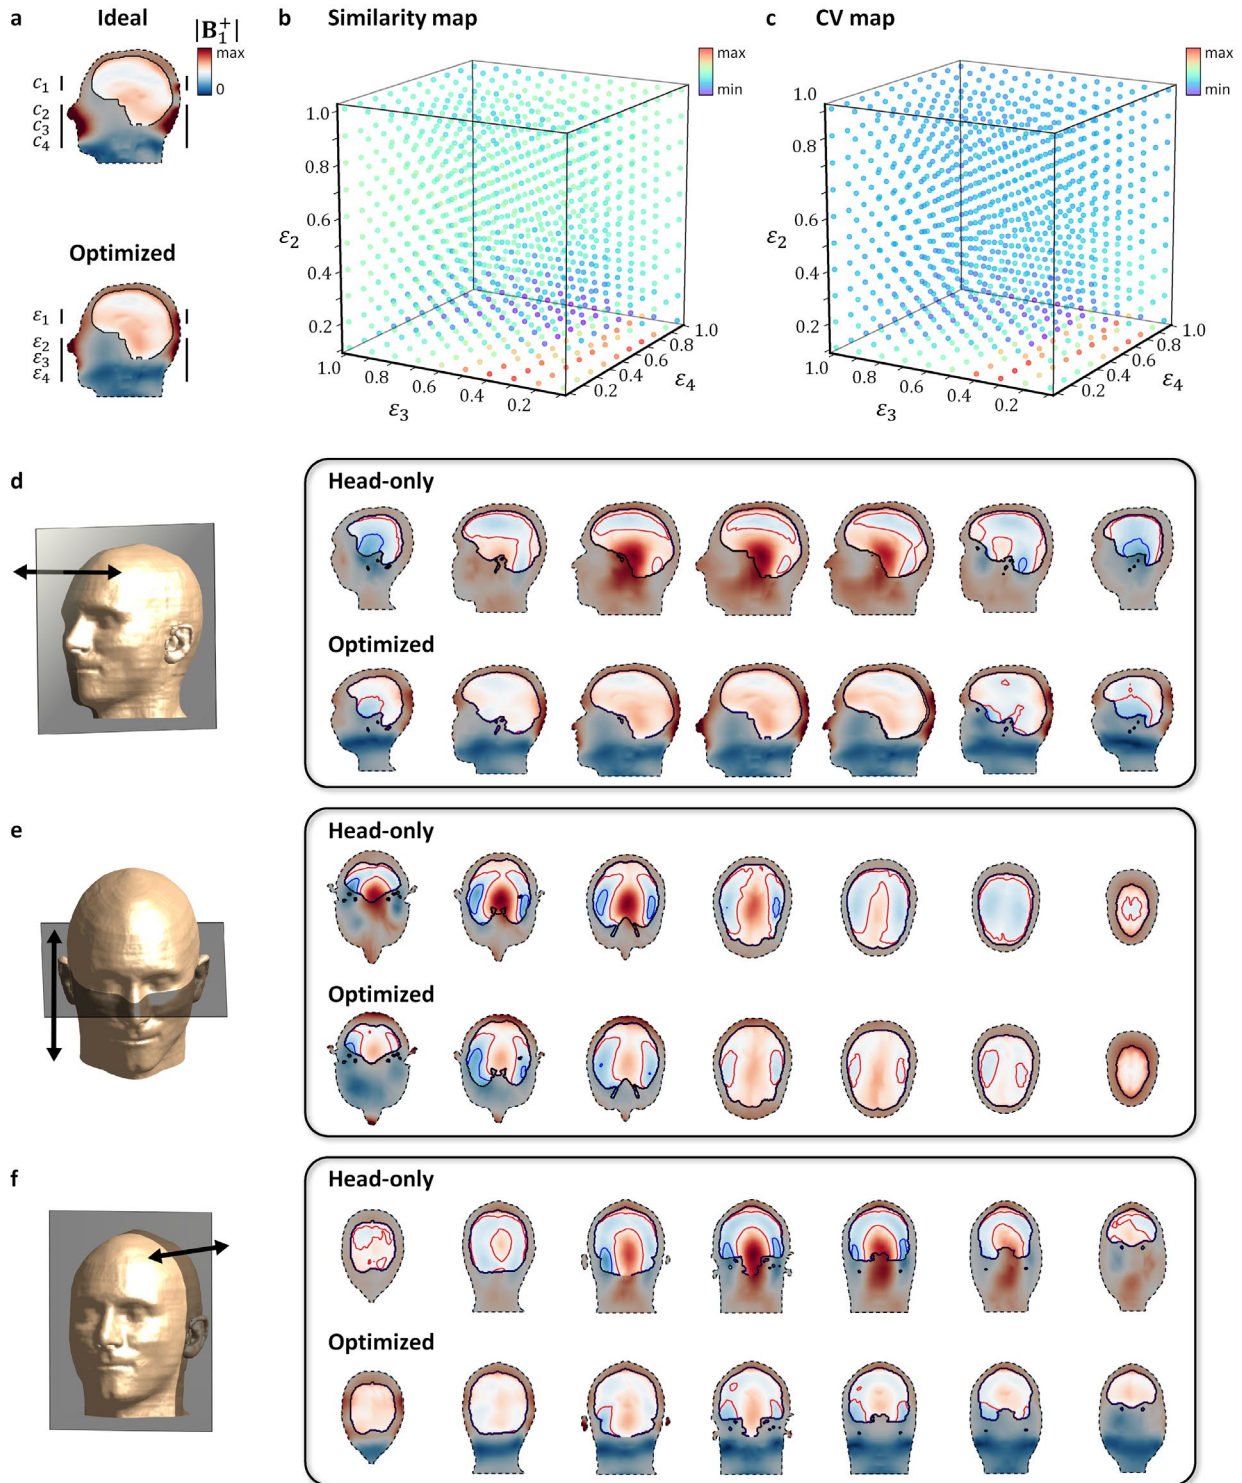 a
Ideal
|B₁⁺|
max
0
c₁
c₂
c₃
c₄
Optimized
ε₁
ε₂
ε₃
ε₄
b Similarity map
max
min
1.0
0.8
0.6
ε₂
0.4
0.2
1.0
0.8
0.6
0.4
0.2
ε₃
0.2
0.4
0.6
0.8
1.0
ε₄
c CV map
max
min
1.0
0.8
0.6
ε₂
0.4
0.2
1.0
0.8
0.6
0.4
0.2
ε₃
0.2
0.4
0.6
0.8
1.0
ε₄
d
Head-only
Optimized
e
Head-only
Optimized
f
Head-only
Optimized